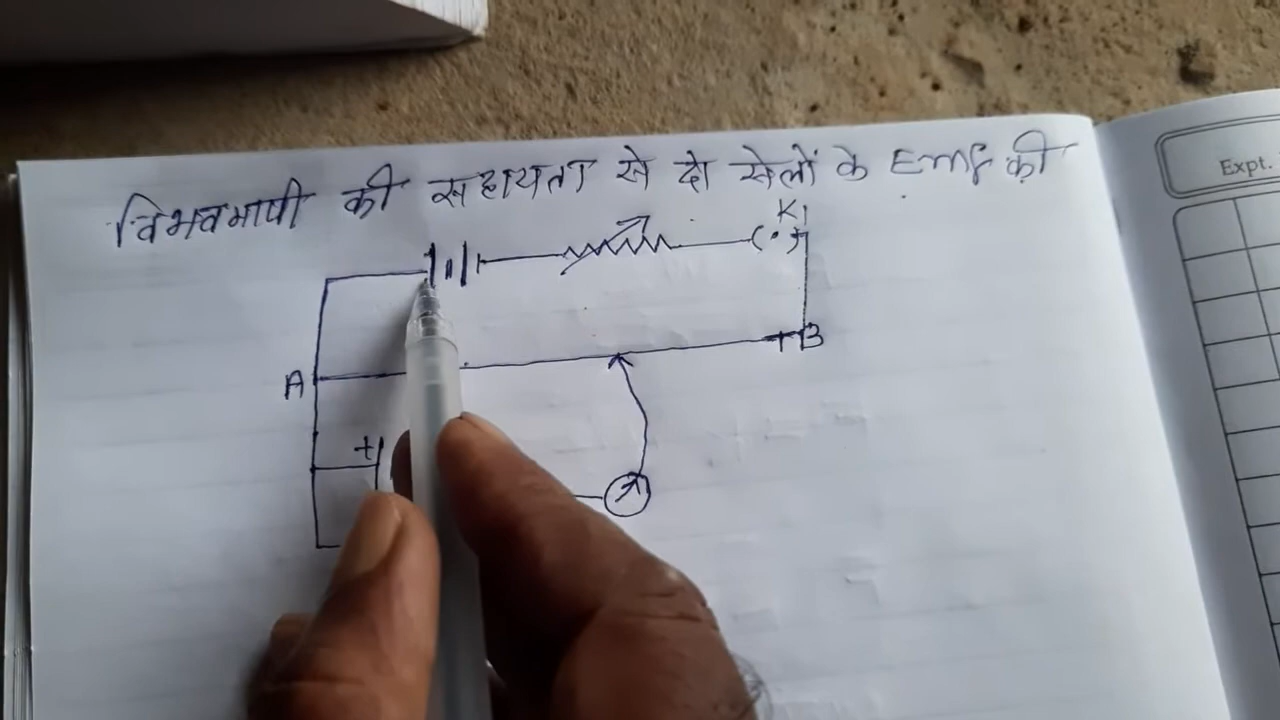 विभवमापी की सहायता से दो सेलों के Emf की
K1
A
B
+
Expt.